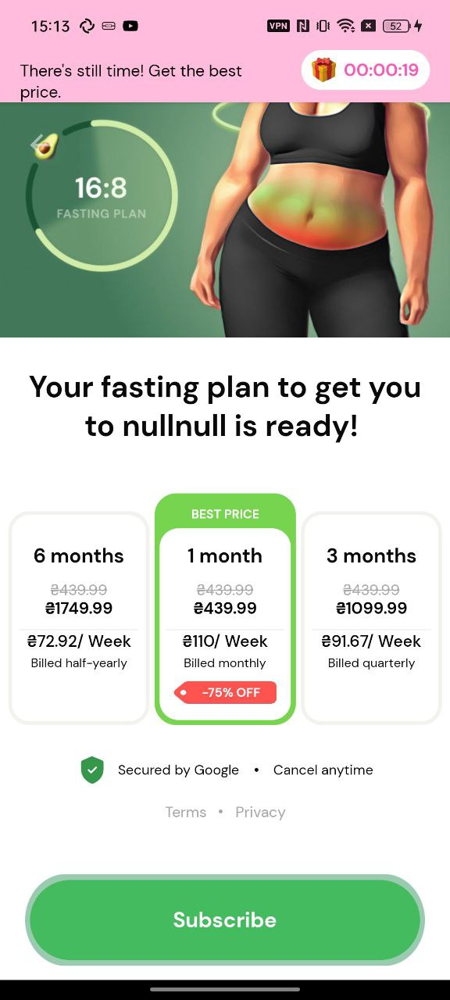 15:13
VPN
52
There's still time! Get the best
price.
00:00:19
16:8
FASTING PLAN
Your fasting plan to get you
to nullnull is ready!
BEST PRICE
6 months
₴439.99
₴1749.99
₴72.92/ Week
Billed half-yearly
1 month
₴439.99
₴439.99
₴110/ Week
Billed monthly
-75% OFF
3 months
₴439.99
₴1099.99
₴91.67/ Week
Billed quarterly
Secured by Google • Cancel anytime
Terms • Privacy
Subscribe